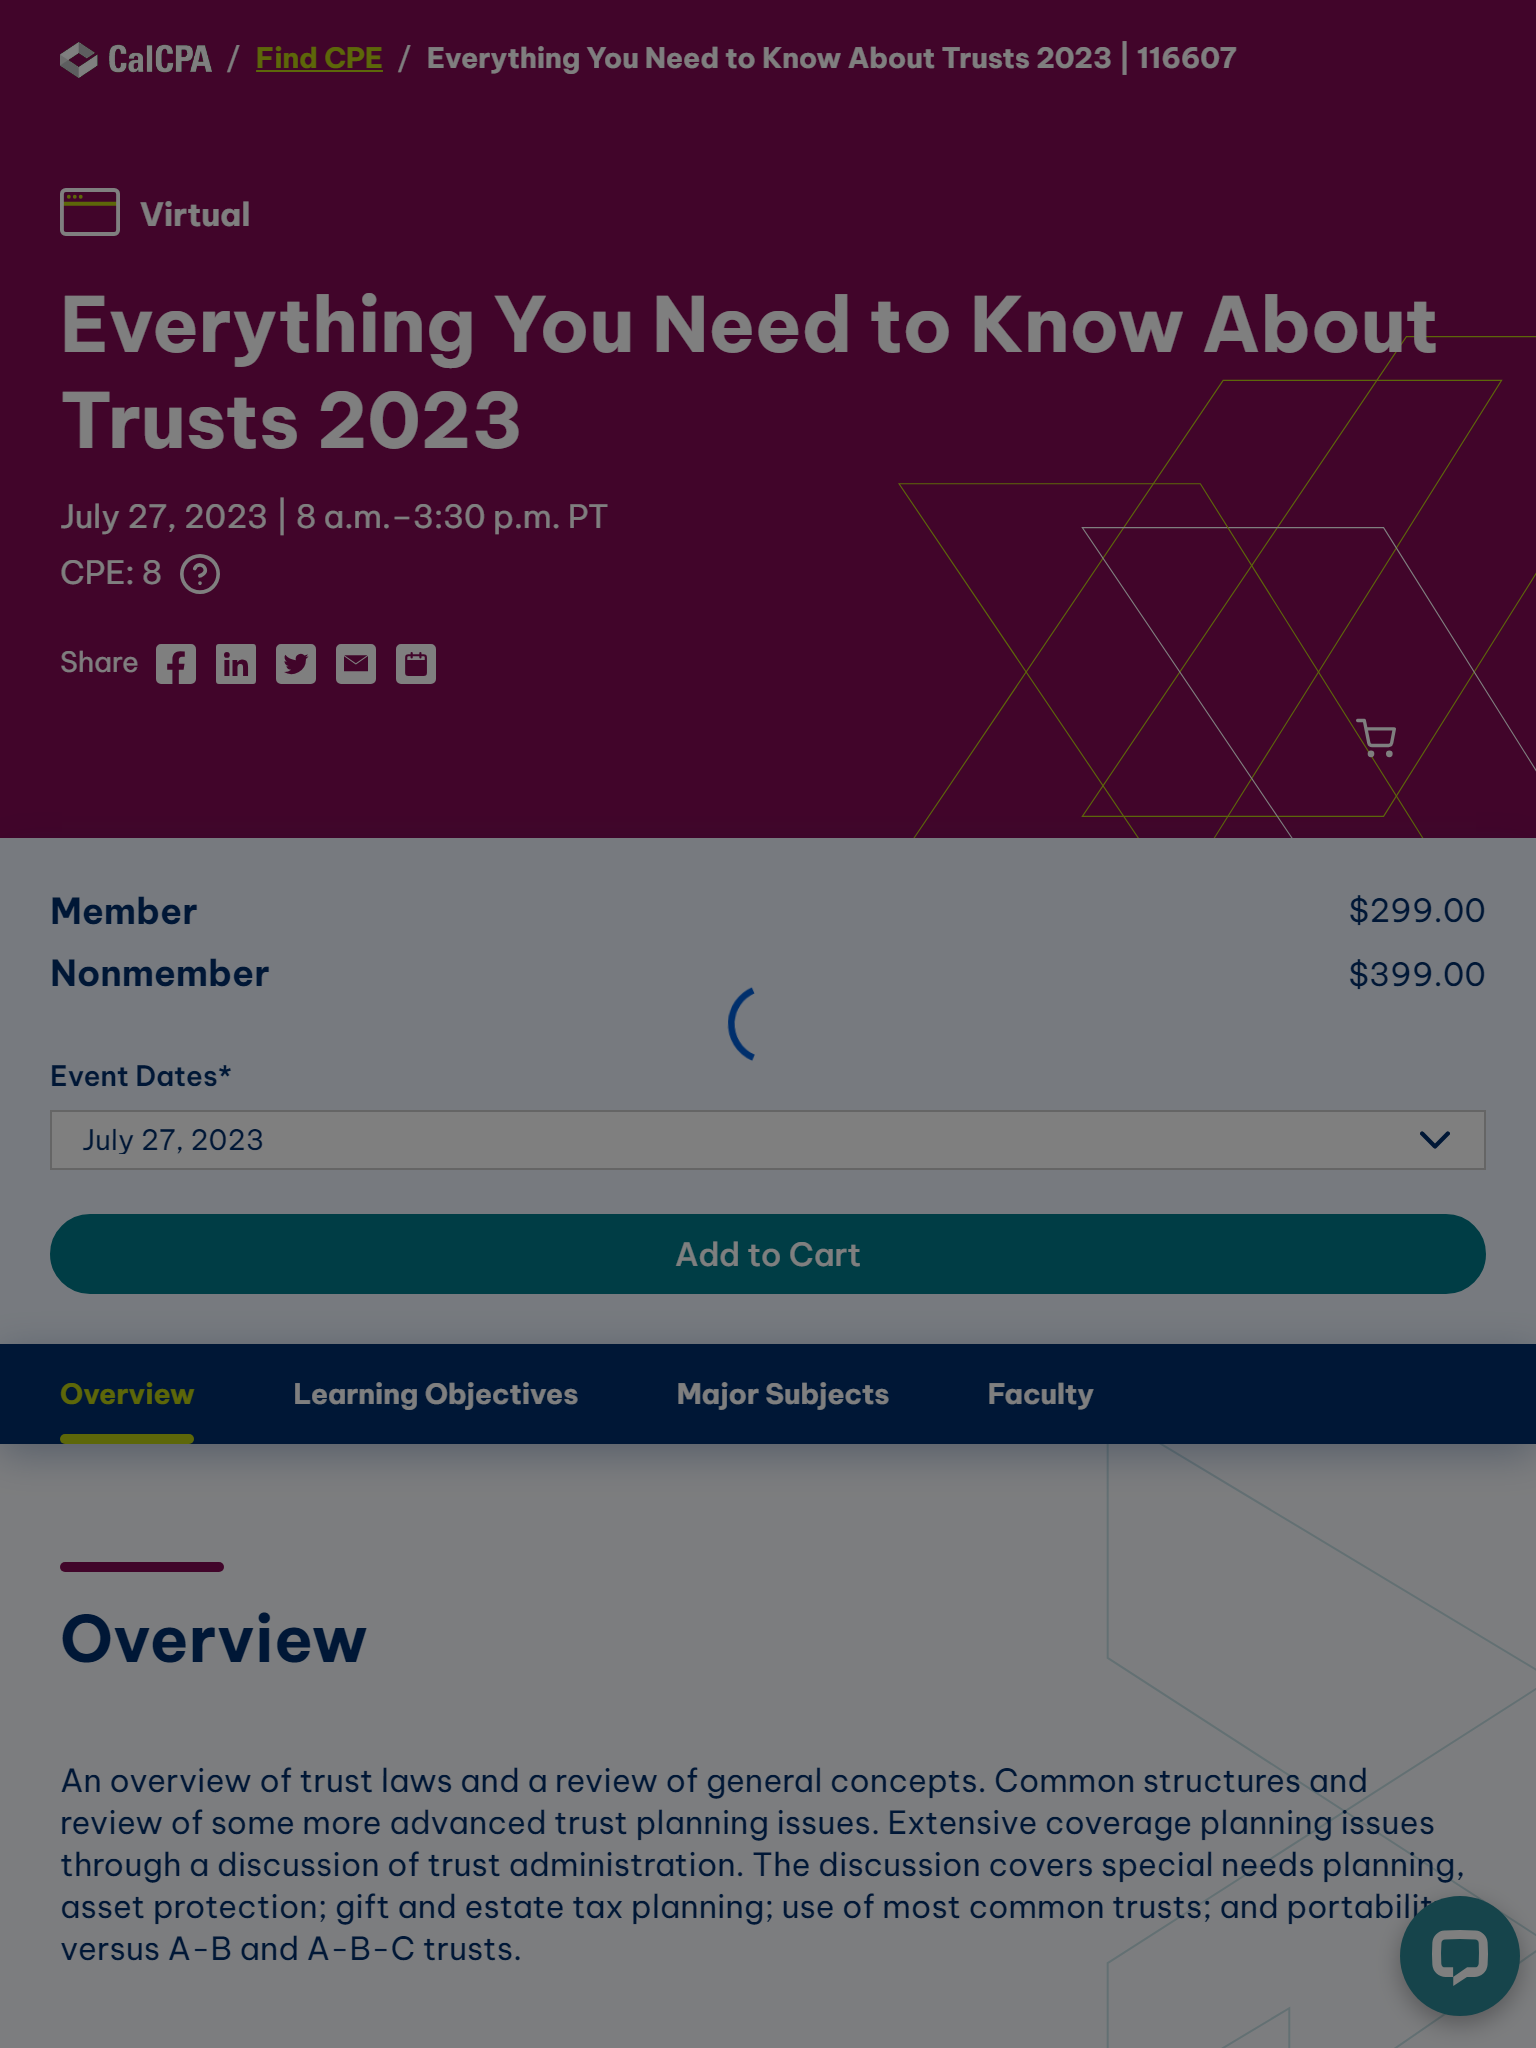 CalCPA / Find CPE / Everything You Need to Know About Trusts 2023 | 116607
Virtual
Everything You Need to Know About
Trusts 2023
July 27, 2023 | 8 a.m.–3:30 p.m. PT
CPE: 8 ?
Share
Member $299.00
Nonmember $399.00
Event Dates*
July 27, 2023
Add to Cart
Overview Learning Objectives Major Subjects Faculty
Overview
An overview of trust laws and a review of general concepts. Common structures and
review of some more advanced trust planning issues. Extensive coverage planning issues
through a discussion of trust administration. The discussion covers special needs planning,
asset protection; gift and estate tax planning; use of most common trusts; and
versus A-B and A-B-C trusts.